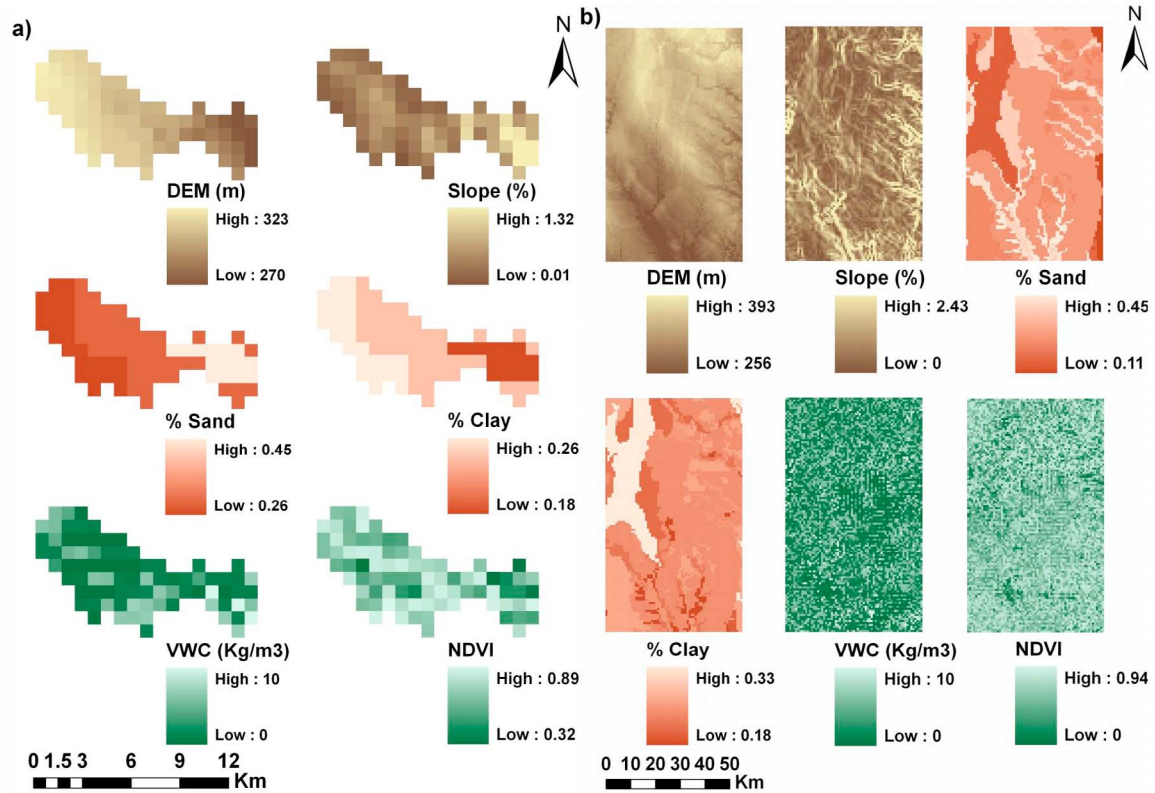 a)
N
DEM (m)
High : 323
Low : 270
Slope (%)
High : 1.32
Low : 0.01
% Sand
High : 0.45
Low : 0.26
% Clay
High : 0.26
Low : 0.18
VWC (Kg/m3)
High : 10
Low : 0
NDVI
High : 0.89
Low : 0.32
0 1.5 3 6 9 12
Km
b)
N
DEM (m)
High : 393
Low : 256
Slope (%)
High : 2.43
Low : 0
% Sand
High : 0.45
Low : 0.11
% Clay
High : 0.33
Low : 0.18
VWC (Kg/m3)
High : 10
Low : 0
NDVI
High : 0.94
Low : 0
0 10 20 30 40 50
Km